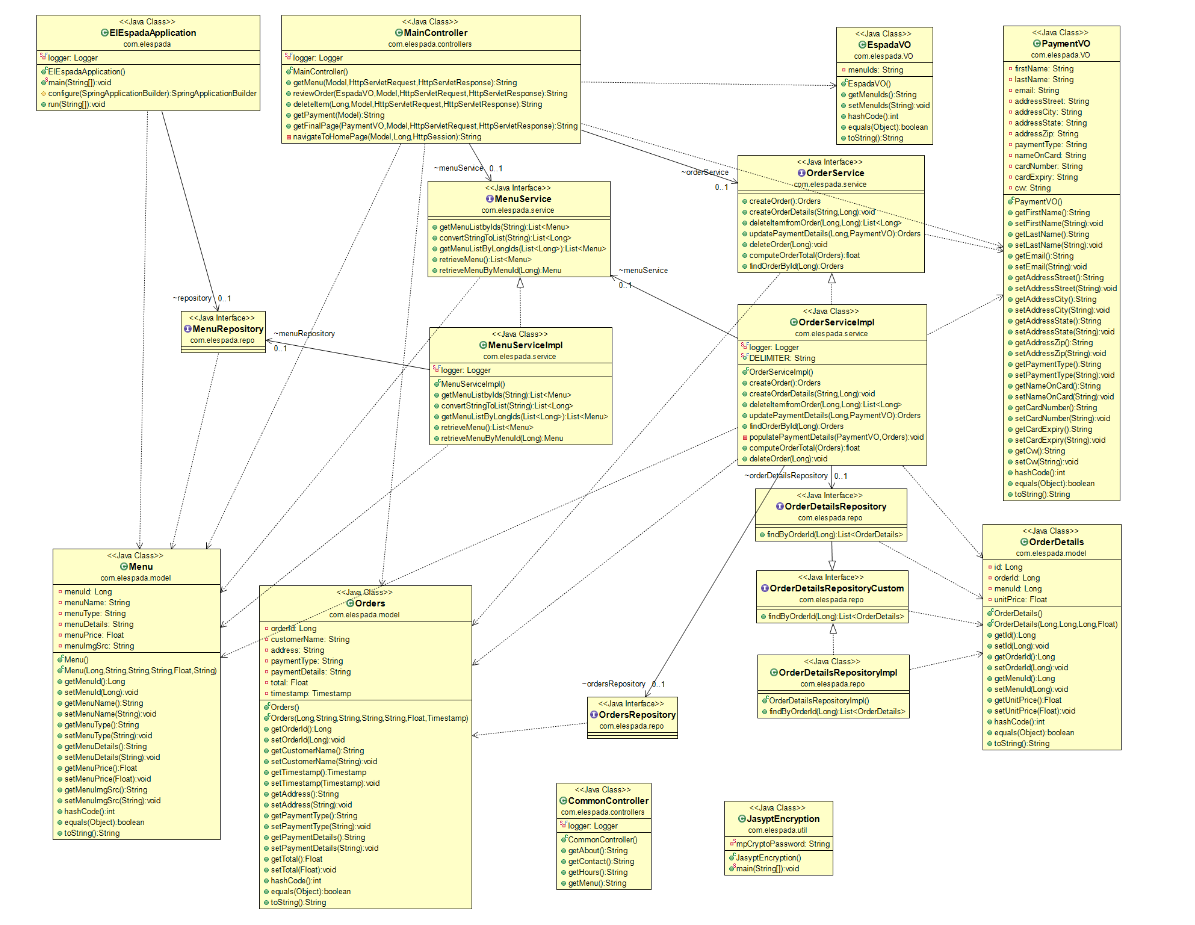 <<Java Class>>
ElEspadaApplication
com.elespada
logger: Logger
ElEspadaApplication()
main(String[]):void
configure(SpringApplicationBuilder):SpringApplicationBuilder
run(String[]):void
<<Java Class>>
MainController
com.elespada.controllers
logger: Logger
MainController()
getMenu(Model,HttpServletRequest,HttpServletResponse):String
reviewOrder(EspadaVO,Model,HttpServletRequest,HttpServletResponse):String
deleteItem(Long,Model,HttpServletRequest,HttpServletResponse):String
getPayment(Model):String
getFinalPage(PaymentVO,Model,HttpServletRequest,HttpServletResponse):String
navigateToHomePage(Model,Long,HttpSession):String
<<Java Class>>
EspadaVO
com.elespada.VO
menuIds: String
EspadaVO()
getMenuIds():String
setMenuIds(String):void
hashCode():int
equals(Object):boolean
toString():String
<<Java Class>>
PaymentVO
com.elespada.VO
firstName: String
lastName: String
email: String
addressStreet: String
addressCity: String
addressState: String
addressZip: String
paymentType: String
nameOnCard: String
cardNumber: String
cardExpiry: String
cvv: String
PaymentVO()
getFirstName():String
setFirstName(String):void
getLastName():String
setLastName(String):void
getEmail():String
setEmail(String):void
getAddressStreet():String
setAddressStreet(String):void
getAddressCity():String
setAddressCity(String):void
getAddressState():String
setAddressState(String):void
getAddressZip():String
setAddressZip(String):void
getPaymentType():String
setPaymentType(String):void
getNameOnCard():String
setNameOnCard(String):void
getCardNumber():String
setCardNumber(String):void
getCardExpiry():String
setCardExpiry(String):void
getCvv():String
setCvv(String):void
hashCode():int
equals(Object):boolean
toString():String
~menuService 0..1
~orderService
0..1
<<Java Interface>>
MenuService
com.elespada.service
getMenuListbyIds(String):List<Menu>
convertStringToList(String):List<Long>
getMenuListByLongIds(List<Long>):List<Menu>
retrieveMenu():List<Menu>
retrieveMenuByMenuId(Long):Menu
<<Java Interface>>
OrderService
com.elespada.service
createOrder():Orders
createOrderDetails(String,Long):void
deleteItemfromOrder(Long,Long):List<Long>
updatePaymentDetails(Long,PaymentVO):Orders
deleteOrder(Long):void
computeOrderTotal(Orders):float
findOrderById(Long):Orders
~menuService
0..1
~repository 0..1
<<Java Interface>>
MenuRepository
com.elespada.repo
~menuRepository
0..1
<<Java Class>>
MenuServiceImpl
com.elespada.service
logger: Logger
MenuServiceImpl()
getMenuListbyIds(String):List<Menu>
convertStringToList(String):List<Long>
getMenuListByLongIds(List<Long>):List<Menu>
retrieveMenu():List<Menu>
retrieveMenuByMenuId(Long):Menu
<<Java Class>>
OrderServiceImpl
com.elespada.service
logger: Logger
DELIMITER: String
OrderServiceImpl()
createOrder():Orders
createOrderDetails(String,Long):void
deleteItemfromOrder(Long,Long):List<Long>
updatePaymentDetails(Long,PaymentVO):Orders
findOrderById(Long):Orders
populatePaymentDetails(PaymentVO,Orders):void
computeOrderTotal(Orders):float
deleteOrder(Long):void
~orderDetailsRepository 0..1
<<Java Interface>>
OrderDetailsRepository
com.elespada.repo
findByOrderId(Long):List<OrderDetails>
<<Java Interface>>
OrderDetailsRepositoryCustom
com.elespada.repo
findByOrderId(Long):List<OrderDetails>
<<Java Class>>
OrderDetailsRepositoryImpl
com.elespada.repo
OrderDetailsRepositoryImpl()
findByOrderId(Long):List<OrderDetails>
<<Java Class>>
OrderDetails
com.elespada.model
id: Long
orderId: Long
menuId: Long
unitPrice: Float
OrderDetails()
OrderDetails(Long,Long,Long,Float)
getId():Long
setId(Long):void
getOrderId():Long
setOrderId(Long):void
getMenuId():Long
setMenuId(Long):void
getUnitPrice():Float
setUnitPrice(Float):void
hashCode():int
equals(Object):boolean
toString():String
<<Java Class>>
Menu
com.elespada.model
menuId: Long
menuName: String
menuType: String
menuDetails: String
menuPrice: Float
menuImgSrc: String
Menu()
Menu(Long,String,String,String,Float,String)
getMenuId():Long
setMenuId(Long):void
getMenuName():String
setMenuName(String):void
getMenuType():String
setMenuType(String):void
getMenuDetails():String
setMenuDetails(String):void
getMenuPrice():Float
setMenuPrice(Float):void
getMenuImgSrc():String
setMenuImgSrc(String):void
hashCode():int
equals(Object):boolean
toString():String
<<Java Class>>
Orders
com.elespada.model
orderId: Long
customerName: String
address: String
paymentType: String
paymentDetails: String
total: Float
timestamp: Timestamp
Orders()
Orders(Long,String,String,String,String,Float,Timestamp)
getOrderId():Long
setOrderId(Long):void
getCustomerName():String
setCustomerName(String):void
getTimestamp():Timestamp
setTimestamp(Timestamp):void
getAddress():String
setAddress(String):void
getPaymentType():String
setPaymentType(String):void
getPaymentDetails():String
setPaymentDetails(String):void
getTotal():Float
setTotal(Float):void
hashCode():int
equals(Object):boolean
toString():String
~ordersRepository 0..1
<<Java Interface>>
OrdersRepository
com.elespada.repo
<<Java Class>>
CommonController
com.elespada.controllers
logger: Logger
CommonController()
getAbout():String
getContact():String
getHours():String
getMenu():String
<<Java Class>>
JasyptEncryption
com.elespada.util
mpCryptoPassword: String
JasyptEncryption()
main(String[]):void